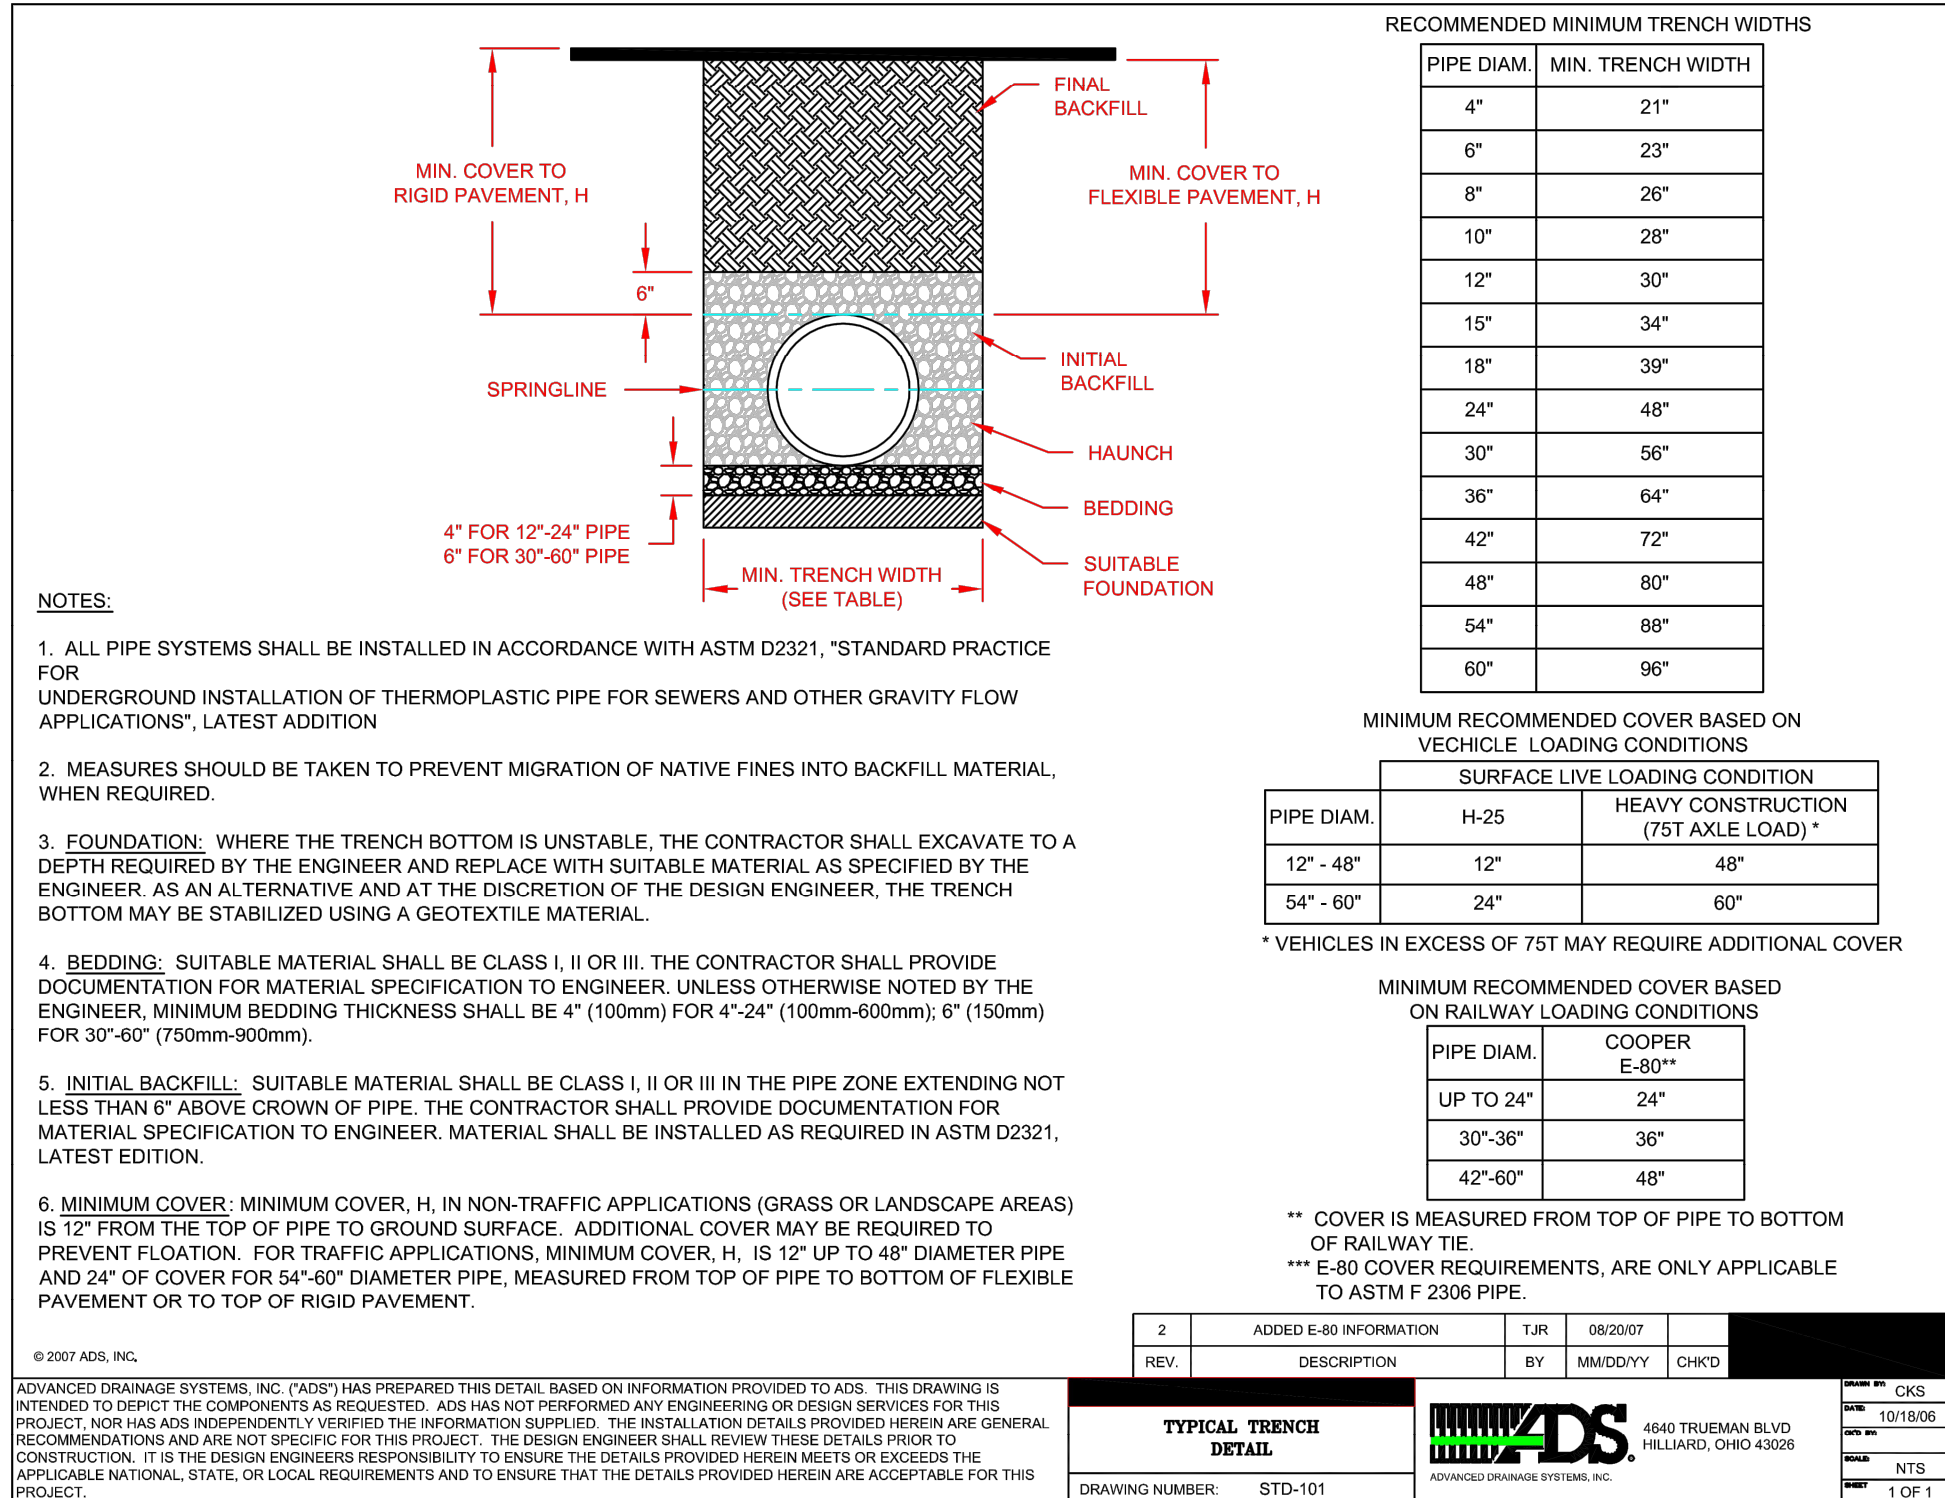 RECOMMENDED MINIMUM TRENCH WIDTHS
PIPE DIAM. MIN. TRENCH WIDTH
4" 21"
6" 23"
8" 26"
10" 28"
12" 30"
15" 34"
18" 39"
24" 48"
30" 56"
36" 64"
42" 72"
48" 80"
54" 88"
60" 96"
FINAL
BACKFILL
MIN. COVER TO
RIGID PAVEMENT, H
MIN. COVER TO
FLEXIBLE PAVEMENT, H
6"
INITIAL
BACKFILL
SPRINGLINE
HAUNCH
BEDDING
4" FOR 12"-24" PIPE
6" FOR 30"-60" PIPE
SUITABLE
FOUNDATION
MIN. TRENCH WIDTH
(SEE TABLE)
NOTES:
1. ALL PIPE SYSTEMS SHALL BE INSTALLED IN ACCORDANCE WITH ASTM D2321, "STANDARD PRACTICE
FOR
UNDERGROUND INSTALLATION OF THERMOPLASTIC PIPE FOR SEWERS AND OTHER GRAVITY FLOW
APPLICATIONS", LATEST ADDITION
2. MEASURES SHOULD BE TAKEN TO PREVENT MIGRATION OF NATIVE FINES INTO BACKFILL MATERIAL,
WHEN REQUIRED.
3. FOUNDATION: WHERE THE TRENCH BOTTOM IS UNSTABLE, THE CONTRACTOR SHALL EXCAVATE TO A
DEPTH REQUIRED BY THE ENGINEER AND REPLACE WITH SUITABLE MATERIAL AS SPECIFIED BY THE
ENGINEER. AS AN ALTERNATIVE AND AT THE DISCRETION OF THE DESIGN ENGINEER, THE TRENCH
BOTTOM MAY BE STABILIZED USING A GEOTEXTILE MATERIAL.
4. BEDDING: SUITABLE MATERIAL SHALL BE CLASS I, II OR III. THE CONTRACTOR SHALL PROVIDE
DOCUMENTATION FOR MATERIAL SPECIFICATION TO ENGINEER. UNLESS OTHERWISE NOTED BY THE
ENGINEER, MINIMUM BEDDING THICKNESS SHALL BE 4" (100mm) FOR 4"-24" (100mm-600mm); 6" (150mm)
FOR 30"-60" (750mm-900mm).
5. INITIAL BACKFILL: SUITABLE MATERIAL SHALL BE CLASS I, II OR III IN THE PIPE ZONE EXTENDING NOT
LESS THAN 6" ABOVE CROWN OF PIPE. THE CONTRACTOR SHALL PROVIDE DOCUMENTATION FOR
MATERIAL SPECIFICATION TO ENGINEER. MATERIAL SHALL BE INSTALLED AS REQUIRED IN ASTM D2321,
LATEST EDITION.
6. MINIMUM COVER: MINIMUM COVER, H, IN NON-TRAFFIC APPLICATIONS (GRASS OR LANDSCAPE AREAS)
IS 12" FROM THE TOP OF PIPE TO GROUND SURFACE. ADDITIONAL COVER MAY BE REQUIRED TO
PREVENT FLOATION. FOR TRAFFIC APPLICATIONS, MINIMUM COVER, H, IS 12" UP TO 48" DIAMETER PIPE
AND 24" OF COVER FOR 54"-60" DIAMETER PIPE, MEASURED FROM TOP OF PIPE TO BOTTOM OF FLEXIBLE
PAVEMENT OR TO TOP OF RIGID PAVEMENT.
© 2007 ADS, INC.
MINIMUM RECOMMENDED COVER BASED ON
VECHICLE LOADING CONDITIONS
SURFACE LIVE LOADING CONDITION
PIPE DIAM. H-25 HEAVY CONSTRUCTION
(75T AXLE LOAD) *
12" - 48" 12" 48"
54" - 60" 24" 60"
* VEHICLES IN EXCESS OF 75T MAY REQUIRE ADDITIONAL COVER
MINIMUM RECOMMENDED COVER BASED
ON RAILWAY LOADING CONDITIONS
PIPE DIAM. COOPER
E-80**
UP TO 24" 24"
30"-36" 36"
42"-60" 48"
** COVER IS MEASURED FROM TOP OF PIPE TO BOTTOM
OF RAILWAY TIE.
*** E-80 COVER REQUIREMENTS, ARE ONLY APPLICABLE
TO ASTM F 2306 PIPE.
2 ADDED E-80 INFORMATION TJR 08/20/07
REV. DESCRIPTION BY MM/DD/YY CHK'D
ADVANCED DRAINAGE SYSTEMS, INC. ("ADS") HAS PREPARED THIS DETAIL BASED ON INFORMATION PROVIDED TO ADS. THIS DRAWING IS
INTENDED TO DEPICT THE COMPONENTS AS REQUESTED. ADS HAS NOT PERFORMED ANY ENGINEERING OR DESIGN SERVICES FOR THIS
PROJECT, NOR HAS ADS INDEPENDENTLY VERIFIED THE INFORMATION SUPPLIED. THE INSTALLATION DETAILS PROVIDED HEREIN ARE GENERAL
RECOMMENDATIONS AND ARE NOT SPECIFIC FOR THIS PROJECT. THE DESIGN ENGINEER SHALL REVIEW THESE DETAILS PRIOR TO
CONSTRUCTION. IT IS THE DESIGN ENGINEERS RESPONSIBILITY TO ENSURE THE DETAILS PROVIDED HEREIN MEETS OR EXCEEDS THE
APPLICABLE NATIONAL, STATE, OR LOCAL REQUIREMENTS AND TO ENSURE THAT THE DETAILS PROVIDED HEREIN ARE ACCEPTABLE FOR THIS
PROJECT.
TYPICAL TRENCH
DETAIL
DRAWING NUMBER: STD-101
ADS
ADVANCED DRAINAGE SYSTEMS, INC.
4640 TRUEMAN BLVD
HILLIARD, OHIO 43026
DRAWN BY: CKS
DATE: 10/18/06
CK'D BY:
SCALE: NTS
SHEET 1 OF 1